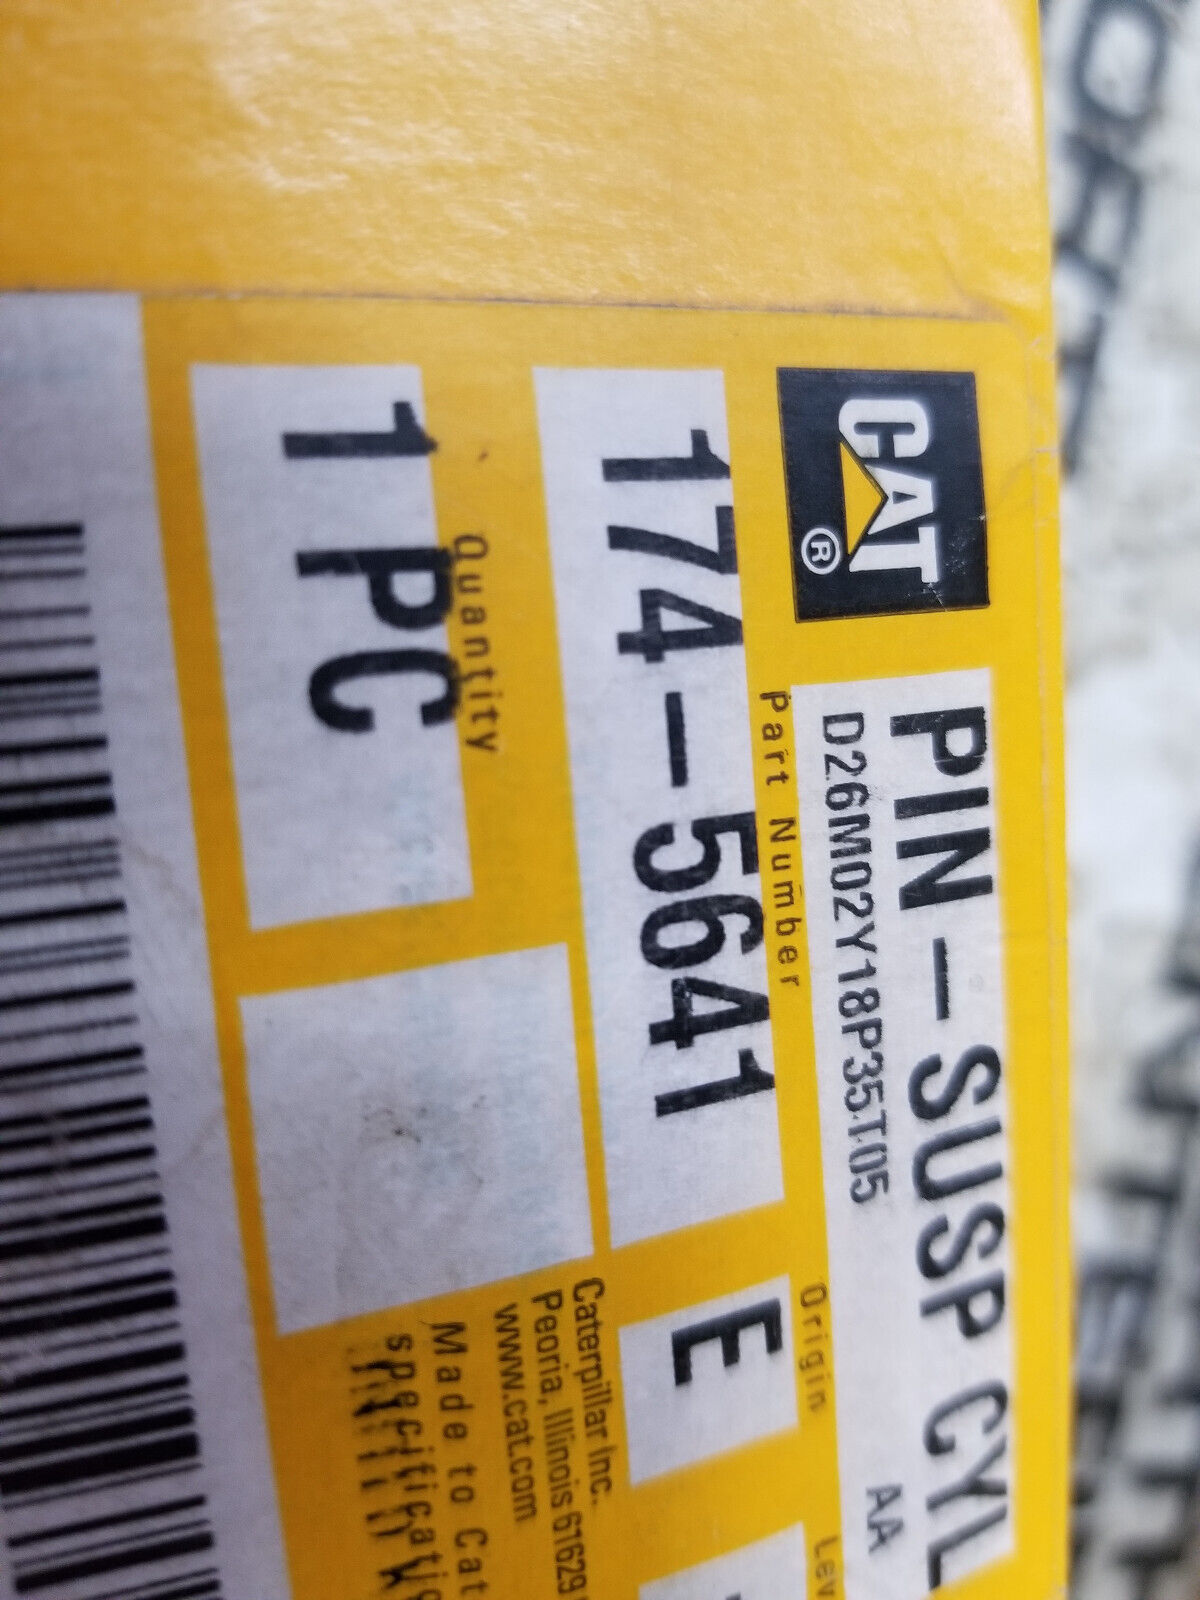 CAT
®
PIN-SUSP CYL
D26M02Y18P35T05
AA
Part Number
Origin
Lev
174-5641
E
Quantity
1 PC
Caterpillar Inc.
Peoria, Illinois 61629
www.cat.com
Made to Cat